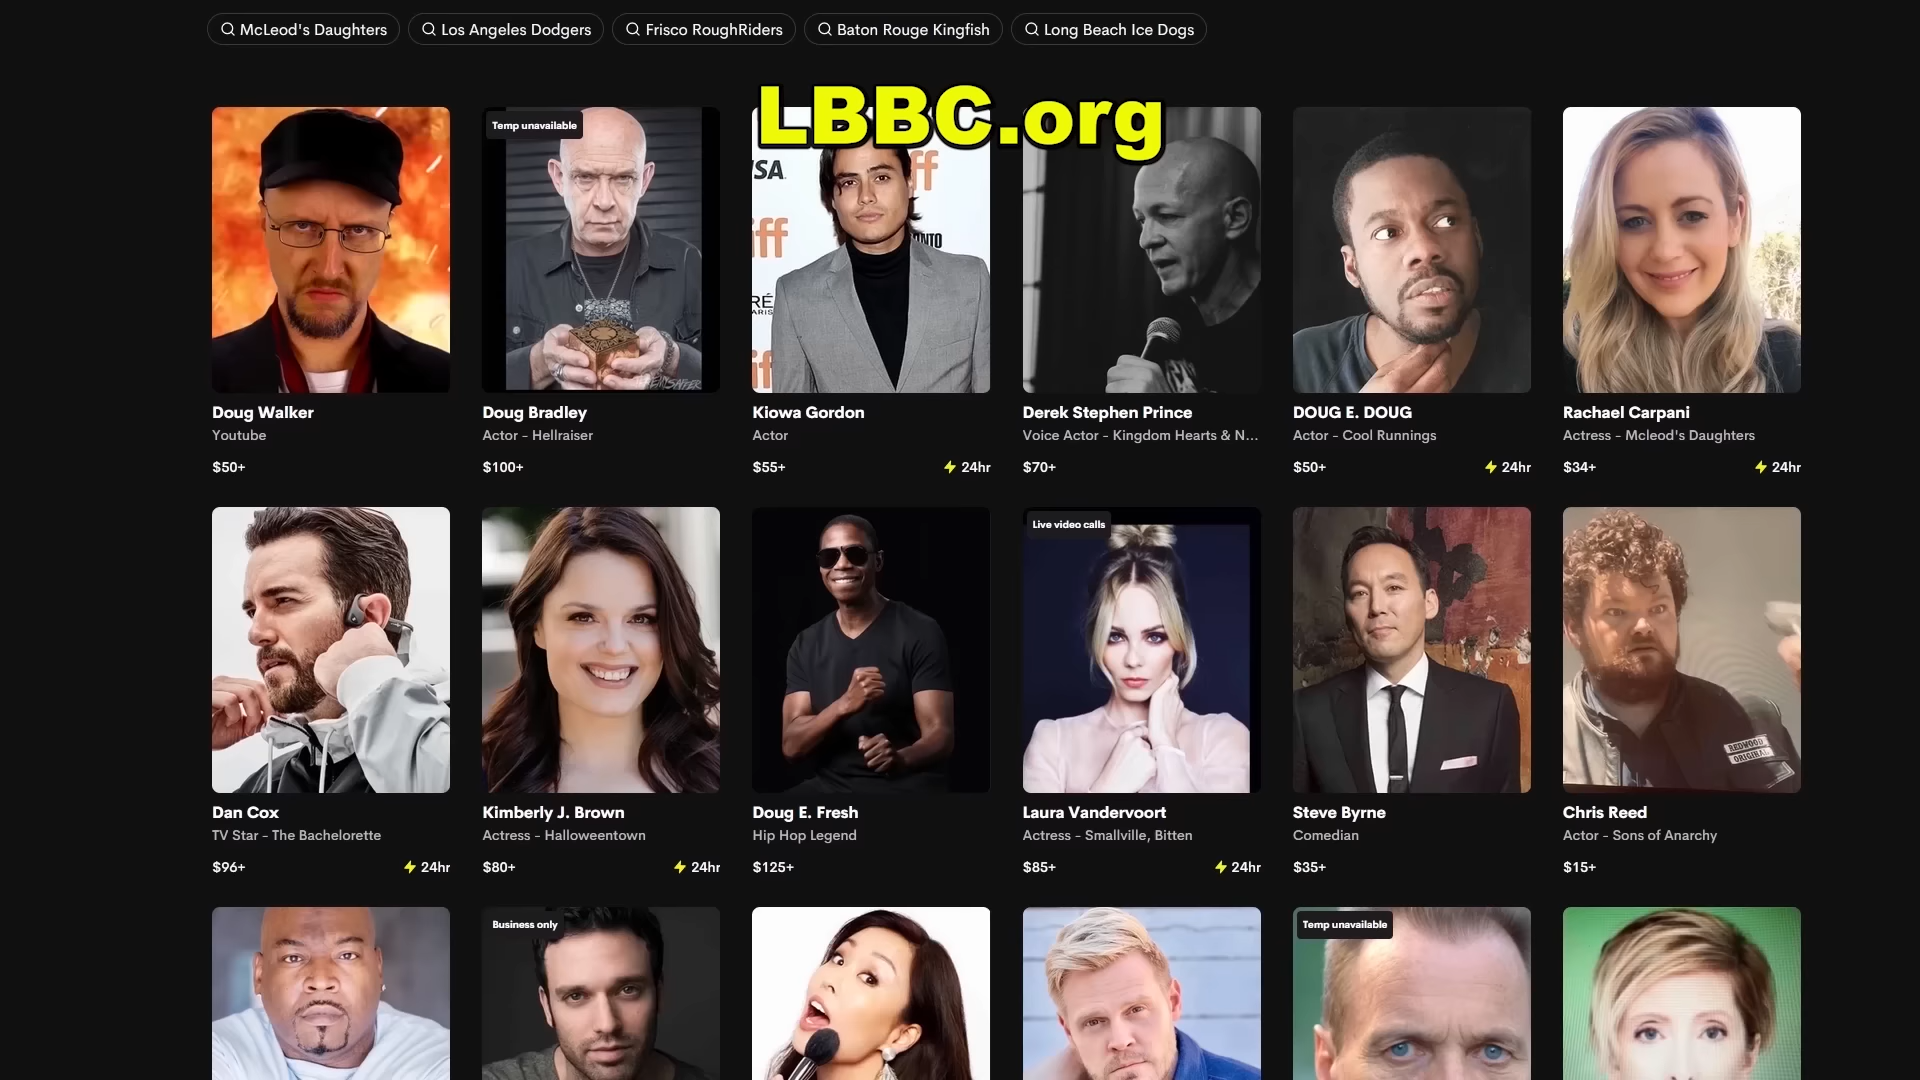 McLeod's Daughters
Los Angeles Dodgers
Frisco RoughRiders
Baton Rouge Kingfish
Long Beach Ice Dogs
LBBC.org
Temp unavailable
Doug Walker
Youtube
$50+
Doug Bradley
Actor - Hellraiser
$100+
Kiowa Gordon
Actor
$55+
24hr
Derek Stephen Prince
Voice Actor - Kingdom Hearts & N...
$70+
DOUG E. DOUG
Actor - Cool Runnings
$50+
24hr
Rachael Carpani
Actress - Mcleod's Daughters
$34+
24hr
Live video calls
REDWOOD
ORIGINAL
Dan Cox
TV Star - The Bachelorette
$96+
24hr
Kimberly J. Brown
Actress - Halloweentown
$80+
24hr
Doug E. Fresh
Hip Hop Legend
$125+
Laura Vandervoort
Actress - Smallville, Bitten
$85+
24hr
Steve Byrne
Comedian
$35+
Chris Reed
Actor - Sons of Anarchy
$15+
Business only
Temp unavailable